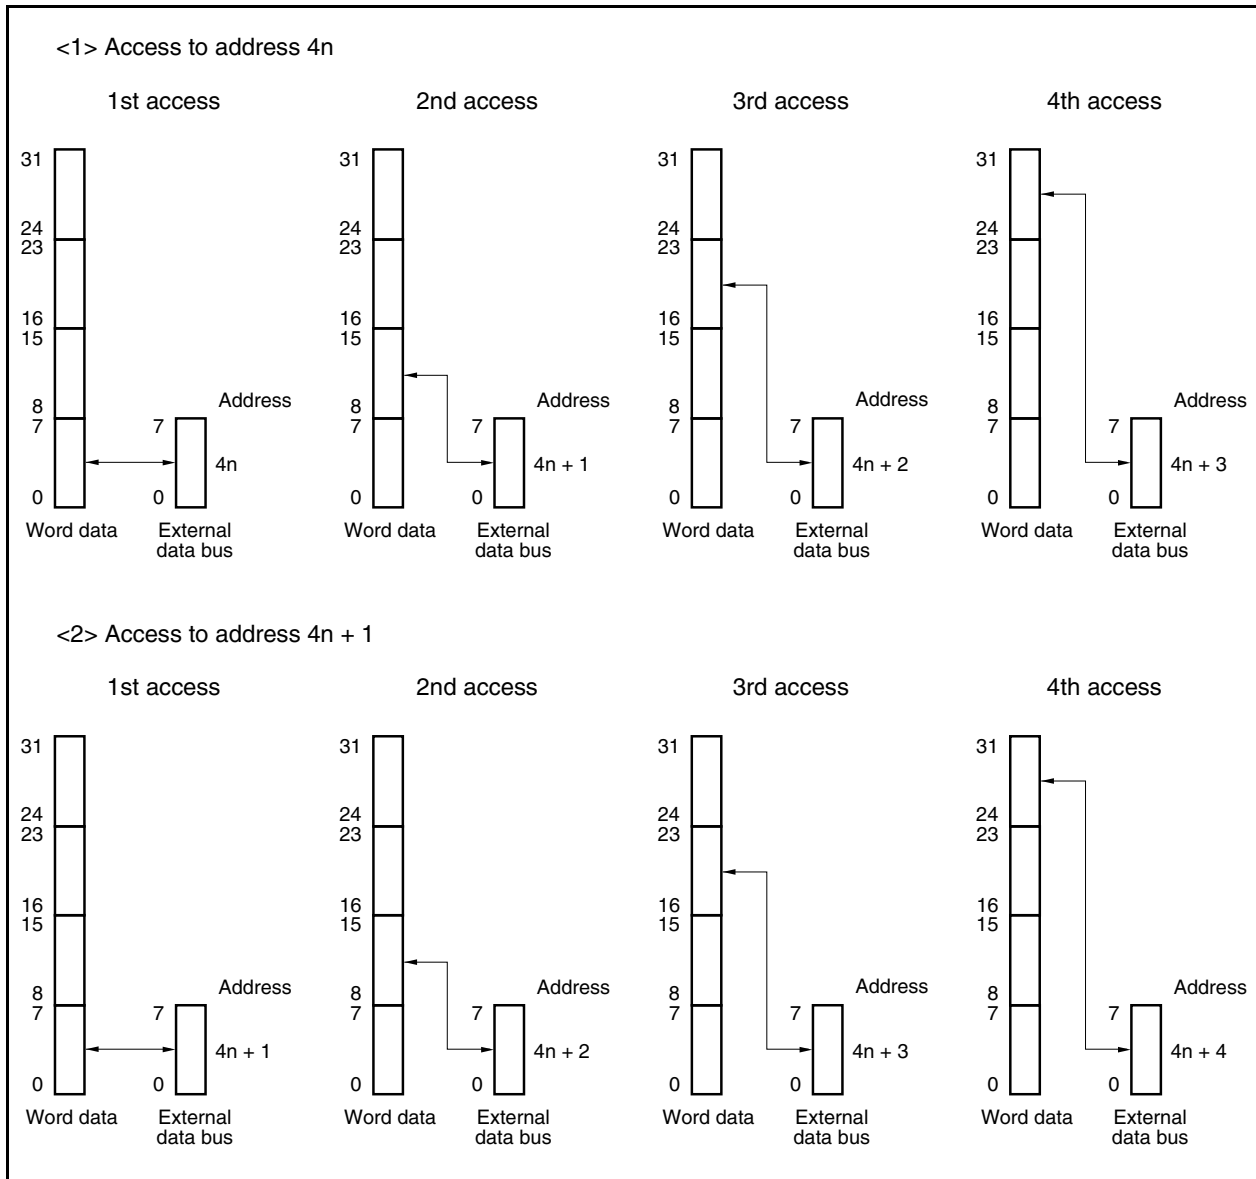 <1> Access to address 4n
1st access 2nd access 3rd access 4th access
31 31 31 31
24 24 24 24
23 23 23 23
16 16 16 16
15 15 15 15
Address Address Address Address
8 8 8 8
7 7 7 7 7 7 7 7
4n 4n + 1 4n + 2 4n + 3
0 0 0 0 0 0 0 0
Word data External Word data External Word data External Word data External
data bus data bus data bus data bus
<2> Access to address 4n + 1
1st access 2nd access 3rd access 4th access
31 31 31 31
24 24 24 24
23 23 23 23
16 16 16 16
15 15 15 15
Address Address Address Address
8 8 8 8
7 7 7 7 7 7 7 7
4n + 1 4n + 2 4n + 3 4n + 4
0 0 0 0 0 0 0 0
Word data External Word data External Word data External Word data External
data bus data bus data bus data bus